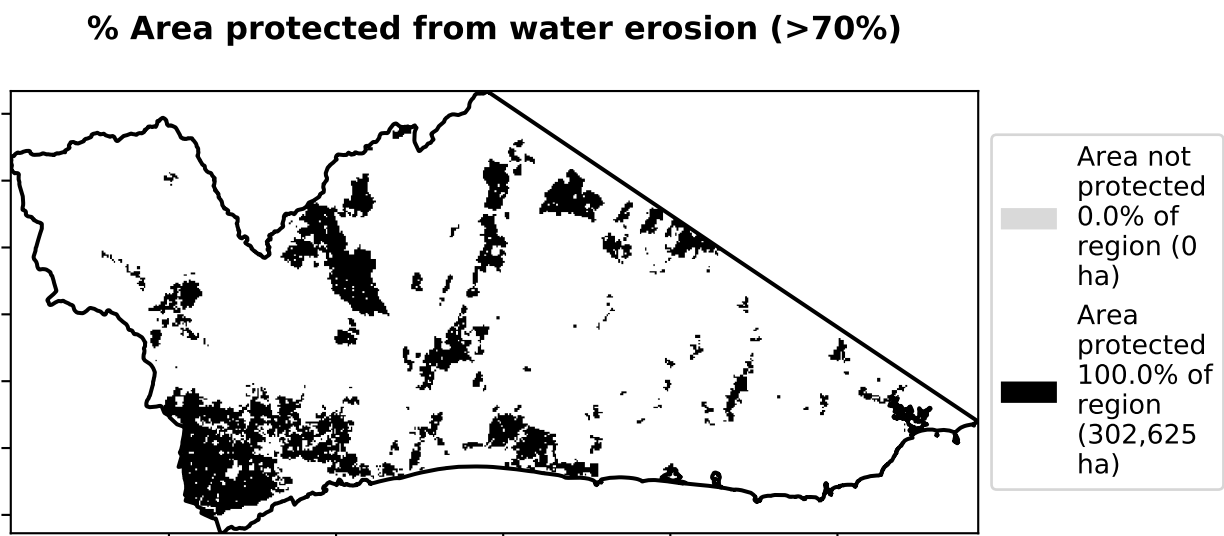 % Area protected from water erosion (>70%)
Area not
protected
0.0% of
region (0
ha)
Area
protected
100.0% of
region
(302,625
ha)